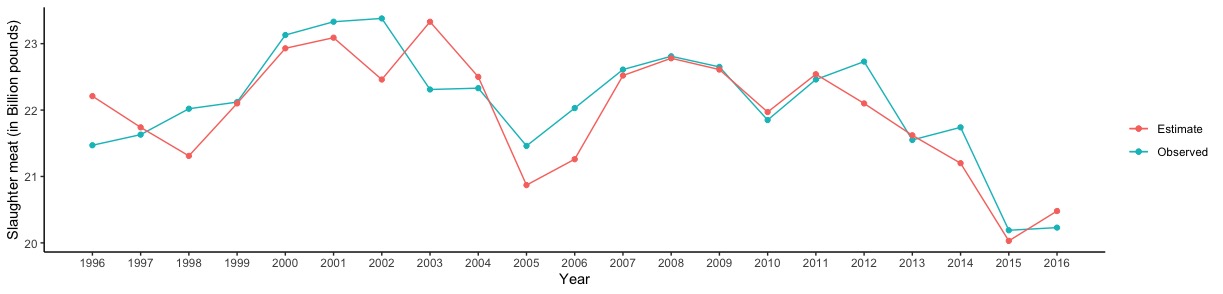 Slaughter meat (in Billion pounds)
23
22
21
20
1996 1997 1998 1999 2000 2001 2002 2003 2004 2005 2006 2007 2008 2009 2010 2011 2012 2013 2014 2015 2016
Year
Estimate
Observed